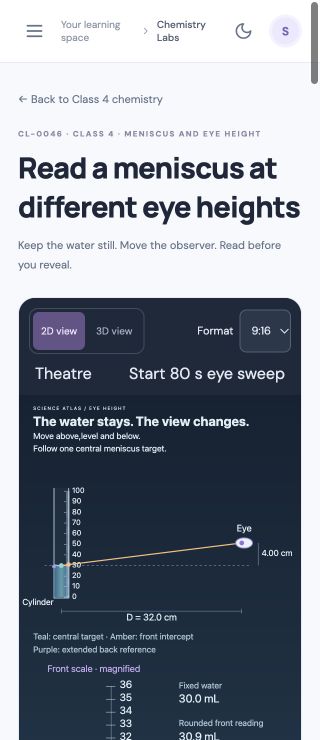 Your learning space
Chemistry Labs
S
← Back to Class 4 chemistry
CL-0046 · CLASS 4 · MENISCUS AND EYE HEIGHT
Read a meniscus at
different eye heights
Keep the water still. Move the observer. Read before
you reveal.
2D view
3D view
Format
9:16
Theatre
Start 80 s eye sweep
SCIENCE ATLAS / EYE HEIGHT
The water stays. The view changes.
Move above,level and below.
Follow one central meniscus target.
100
90
80
70
60
50
40
30
20
10
0
Eye
4.00 cm
Cylinder
D = 32.0 cm
Teal: central target · Amber: front intercept
Purple: extended back reference
Front scale · magnified
36
35
34
33
32
Fixed water
30.0 mL
Rounded front reading
30.9 mL